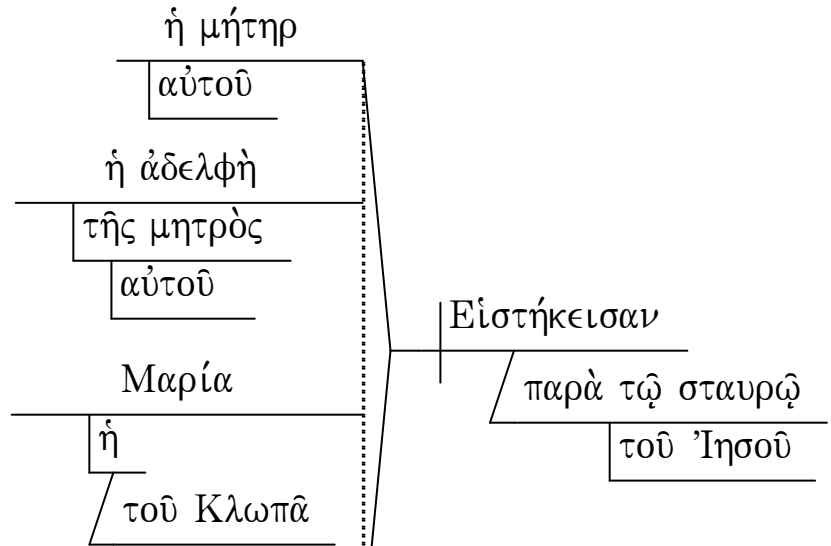 ἡ μήτηρ
αὐτοῦ
ἡ ἀδελφὴ
τῆς μητρὸς
αὐτοῦ
Μαρία
ἡ
τοῦ Κλωπᾶ
Εἱστήκεισαν
παρὰ τῷ σταυρῷ
τοῦ Ἰησοῦ